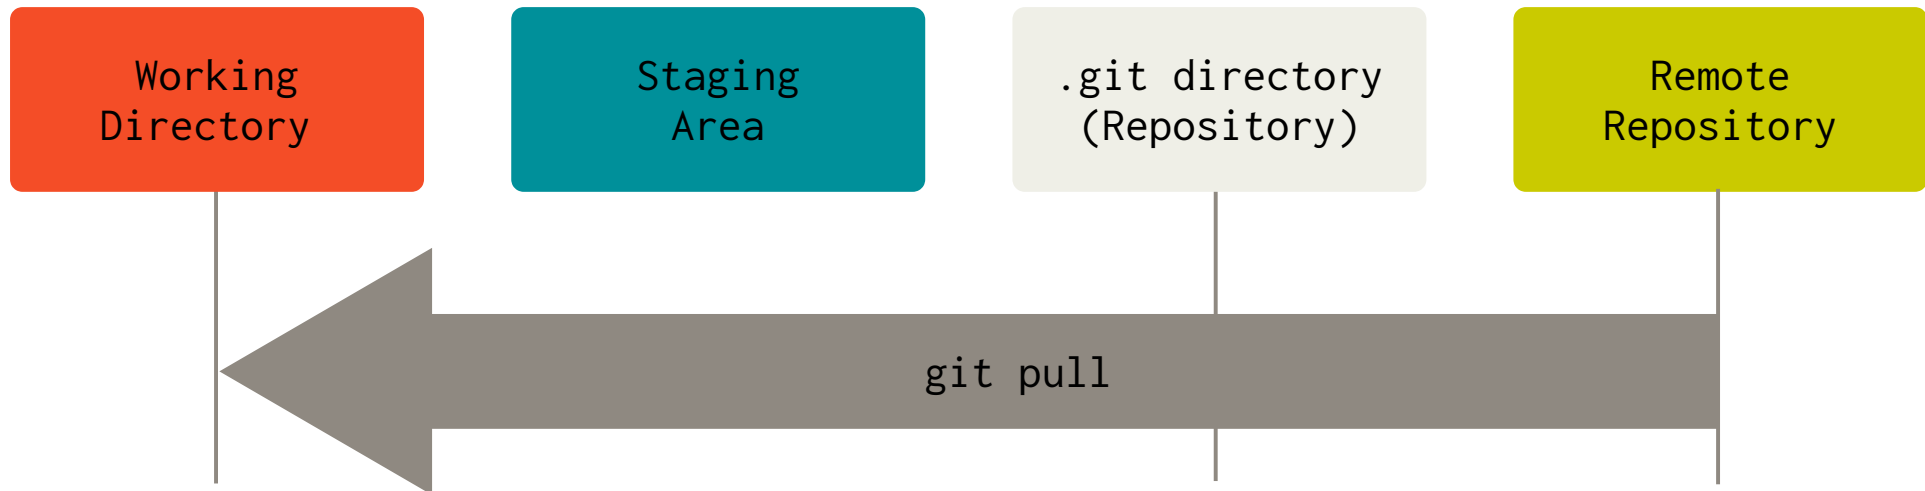 Working
Directory
Staging
Area
.git directory
(Repository)
Remote
Repository
git pull